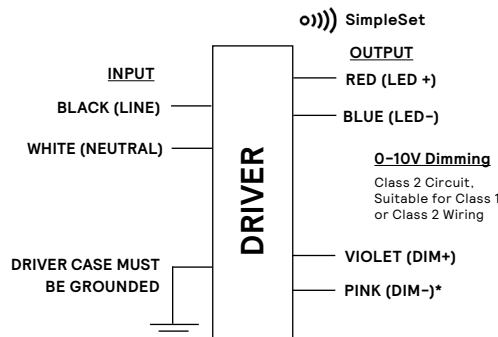 SimpleSet
INPUT
BLACK (LINE)
WHITE (NEUTRAL)
DRIVER CASE MUST
BE GROUNDED
DRIVER
OUTPUT
RED (LED +)
BLUE (LED-)
0-10V Dimming
Class 2 Circuit,
Suitable for Class 1
or Class 2 Wiring
VIOLET (DIM+)
PINK (DIM-)*